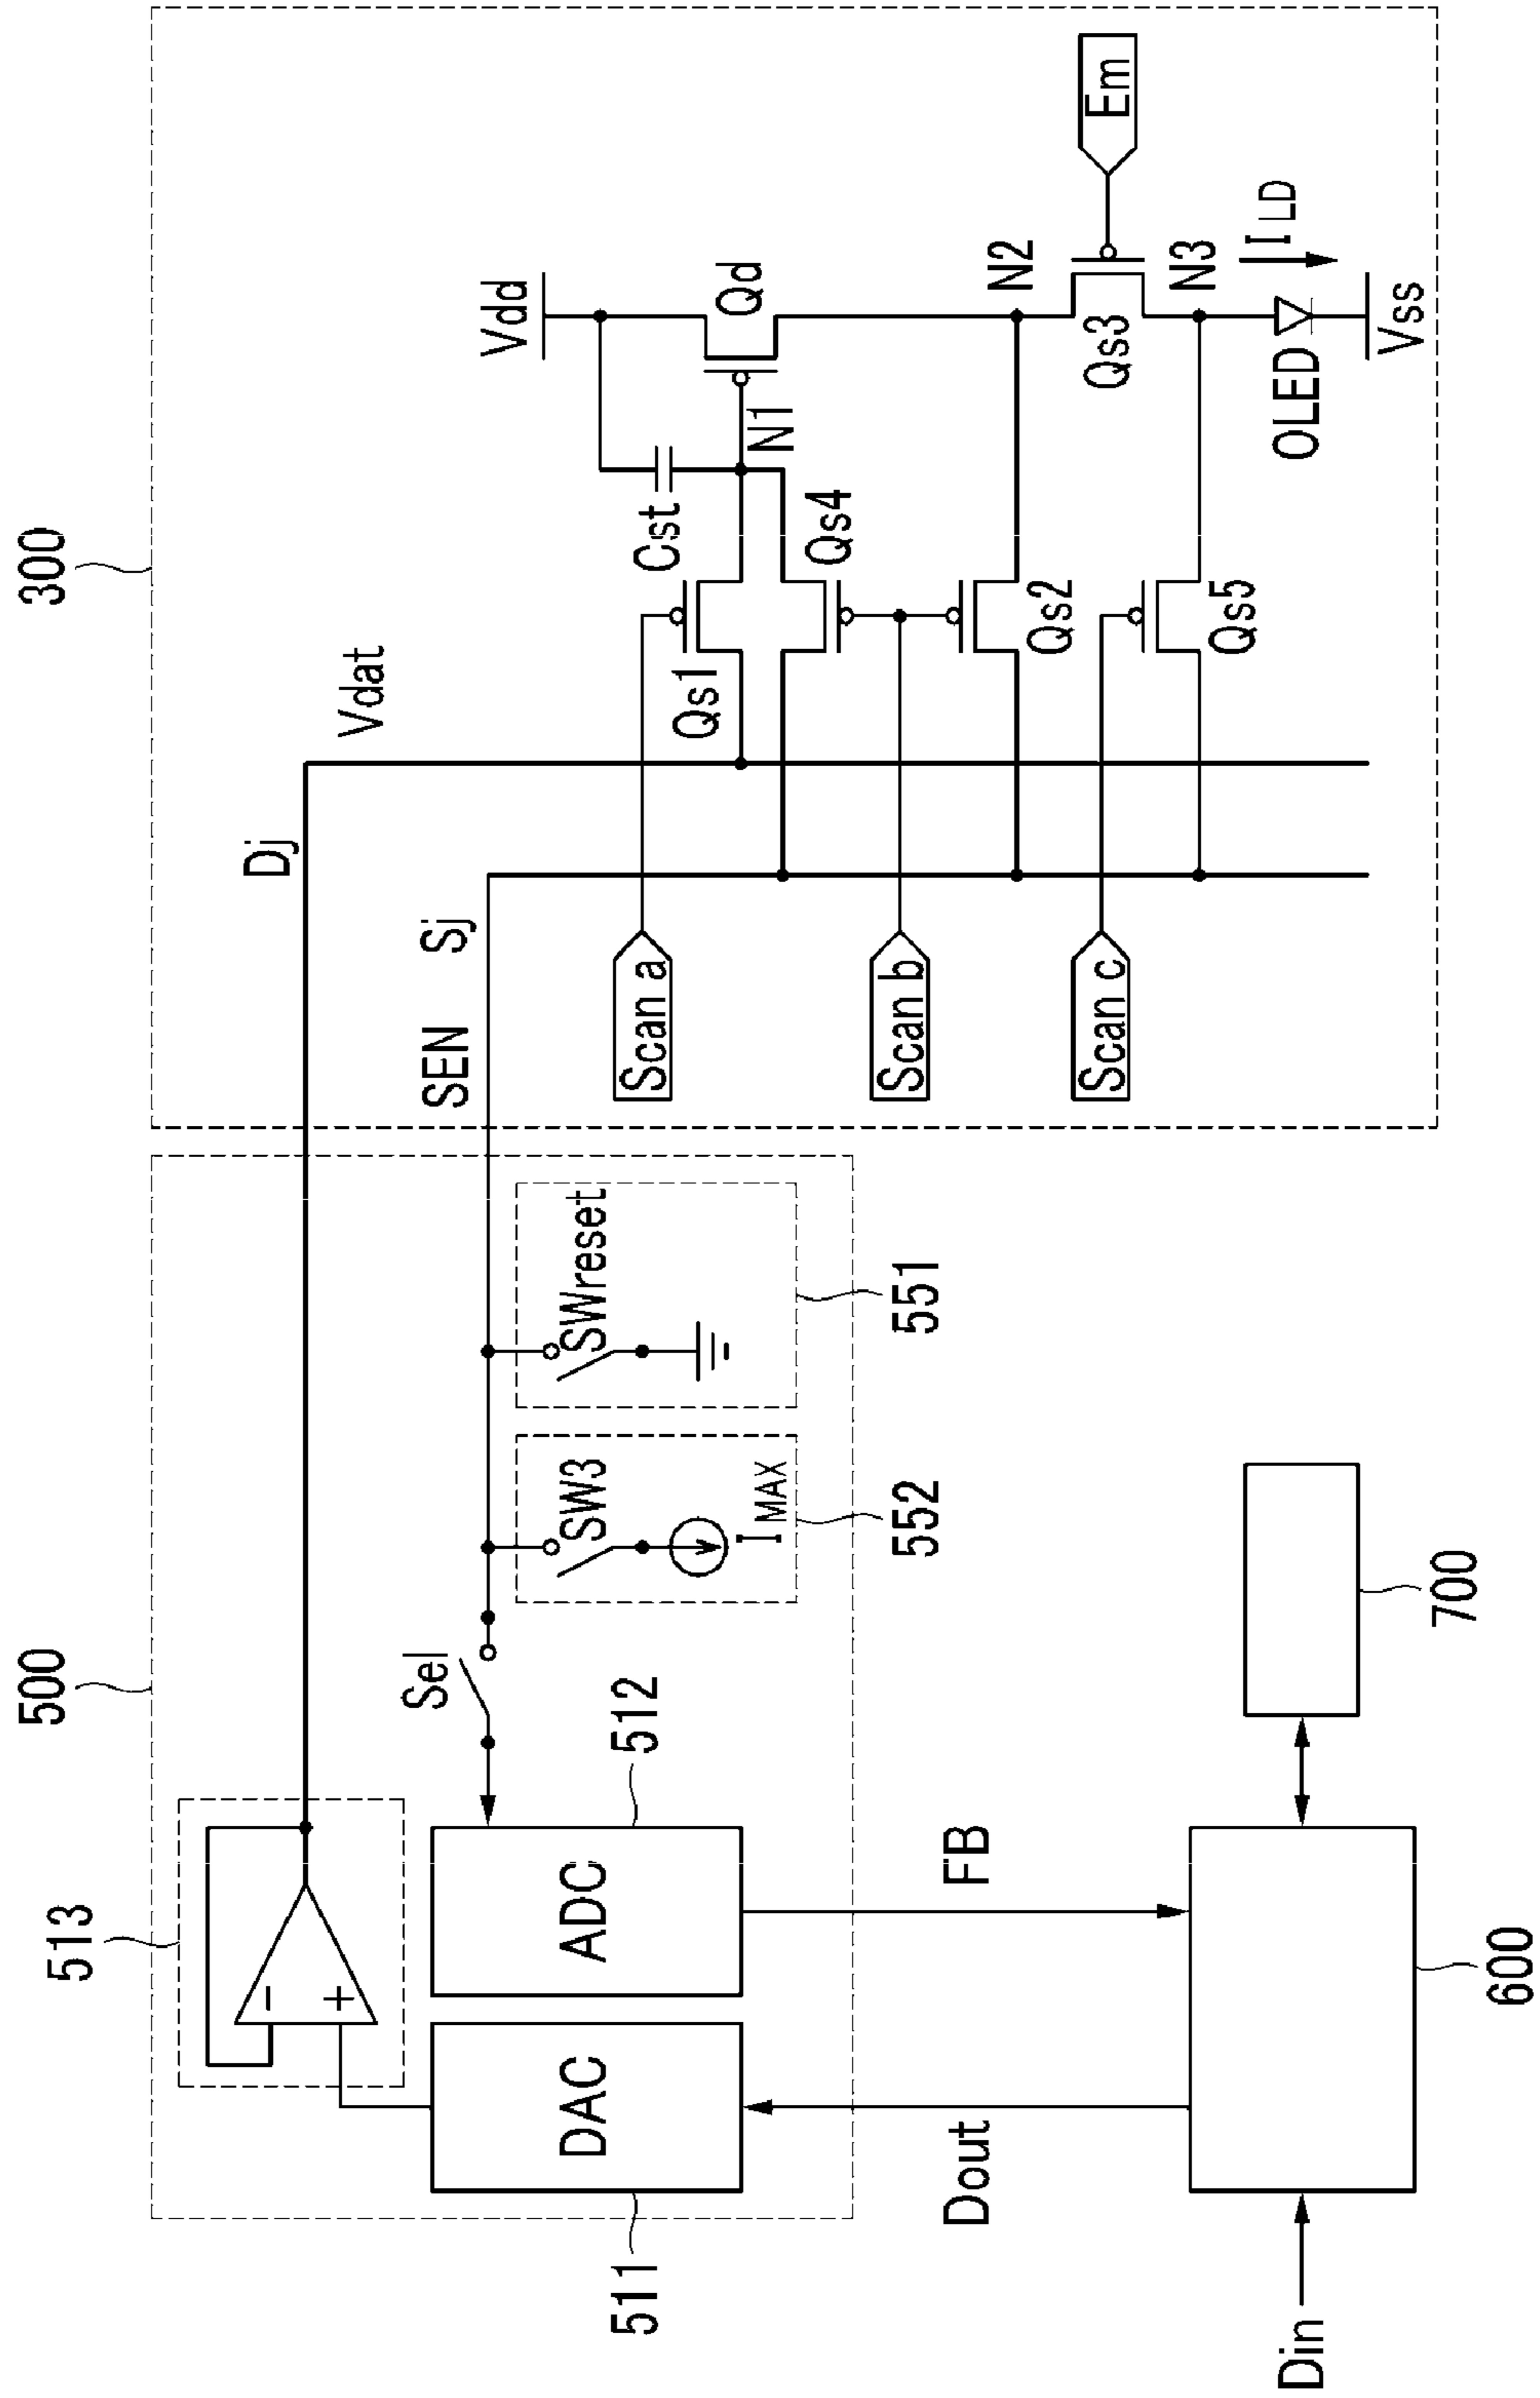 300
Vdd
Vdat
Dj
Qd
Cst
N1
Sj
SEN
Qs1
Qs4
N2
Em
Scan a
Scan b
Qs2
Qs3
N3
ILD
Scan c
Qs5
OLED
Vss
500
513
-
+
Sel
SW3
SWreset
IMAX
551
552
512
ADC
DAC
511
FB
Dout
700
600
Din